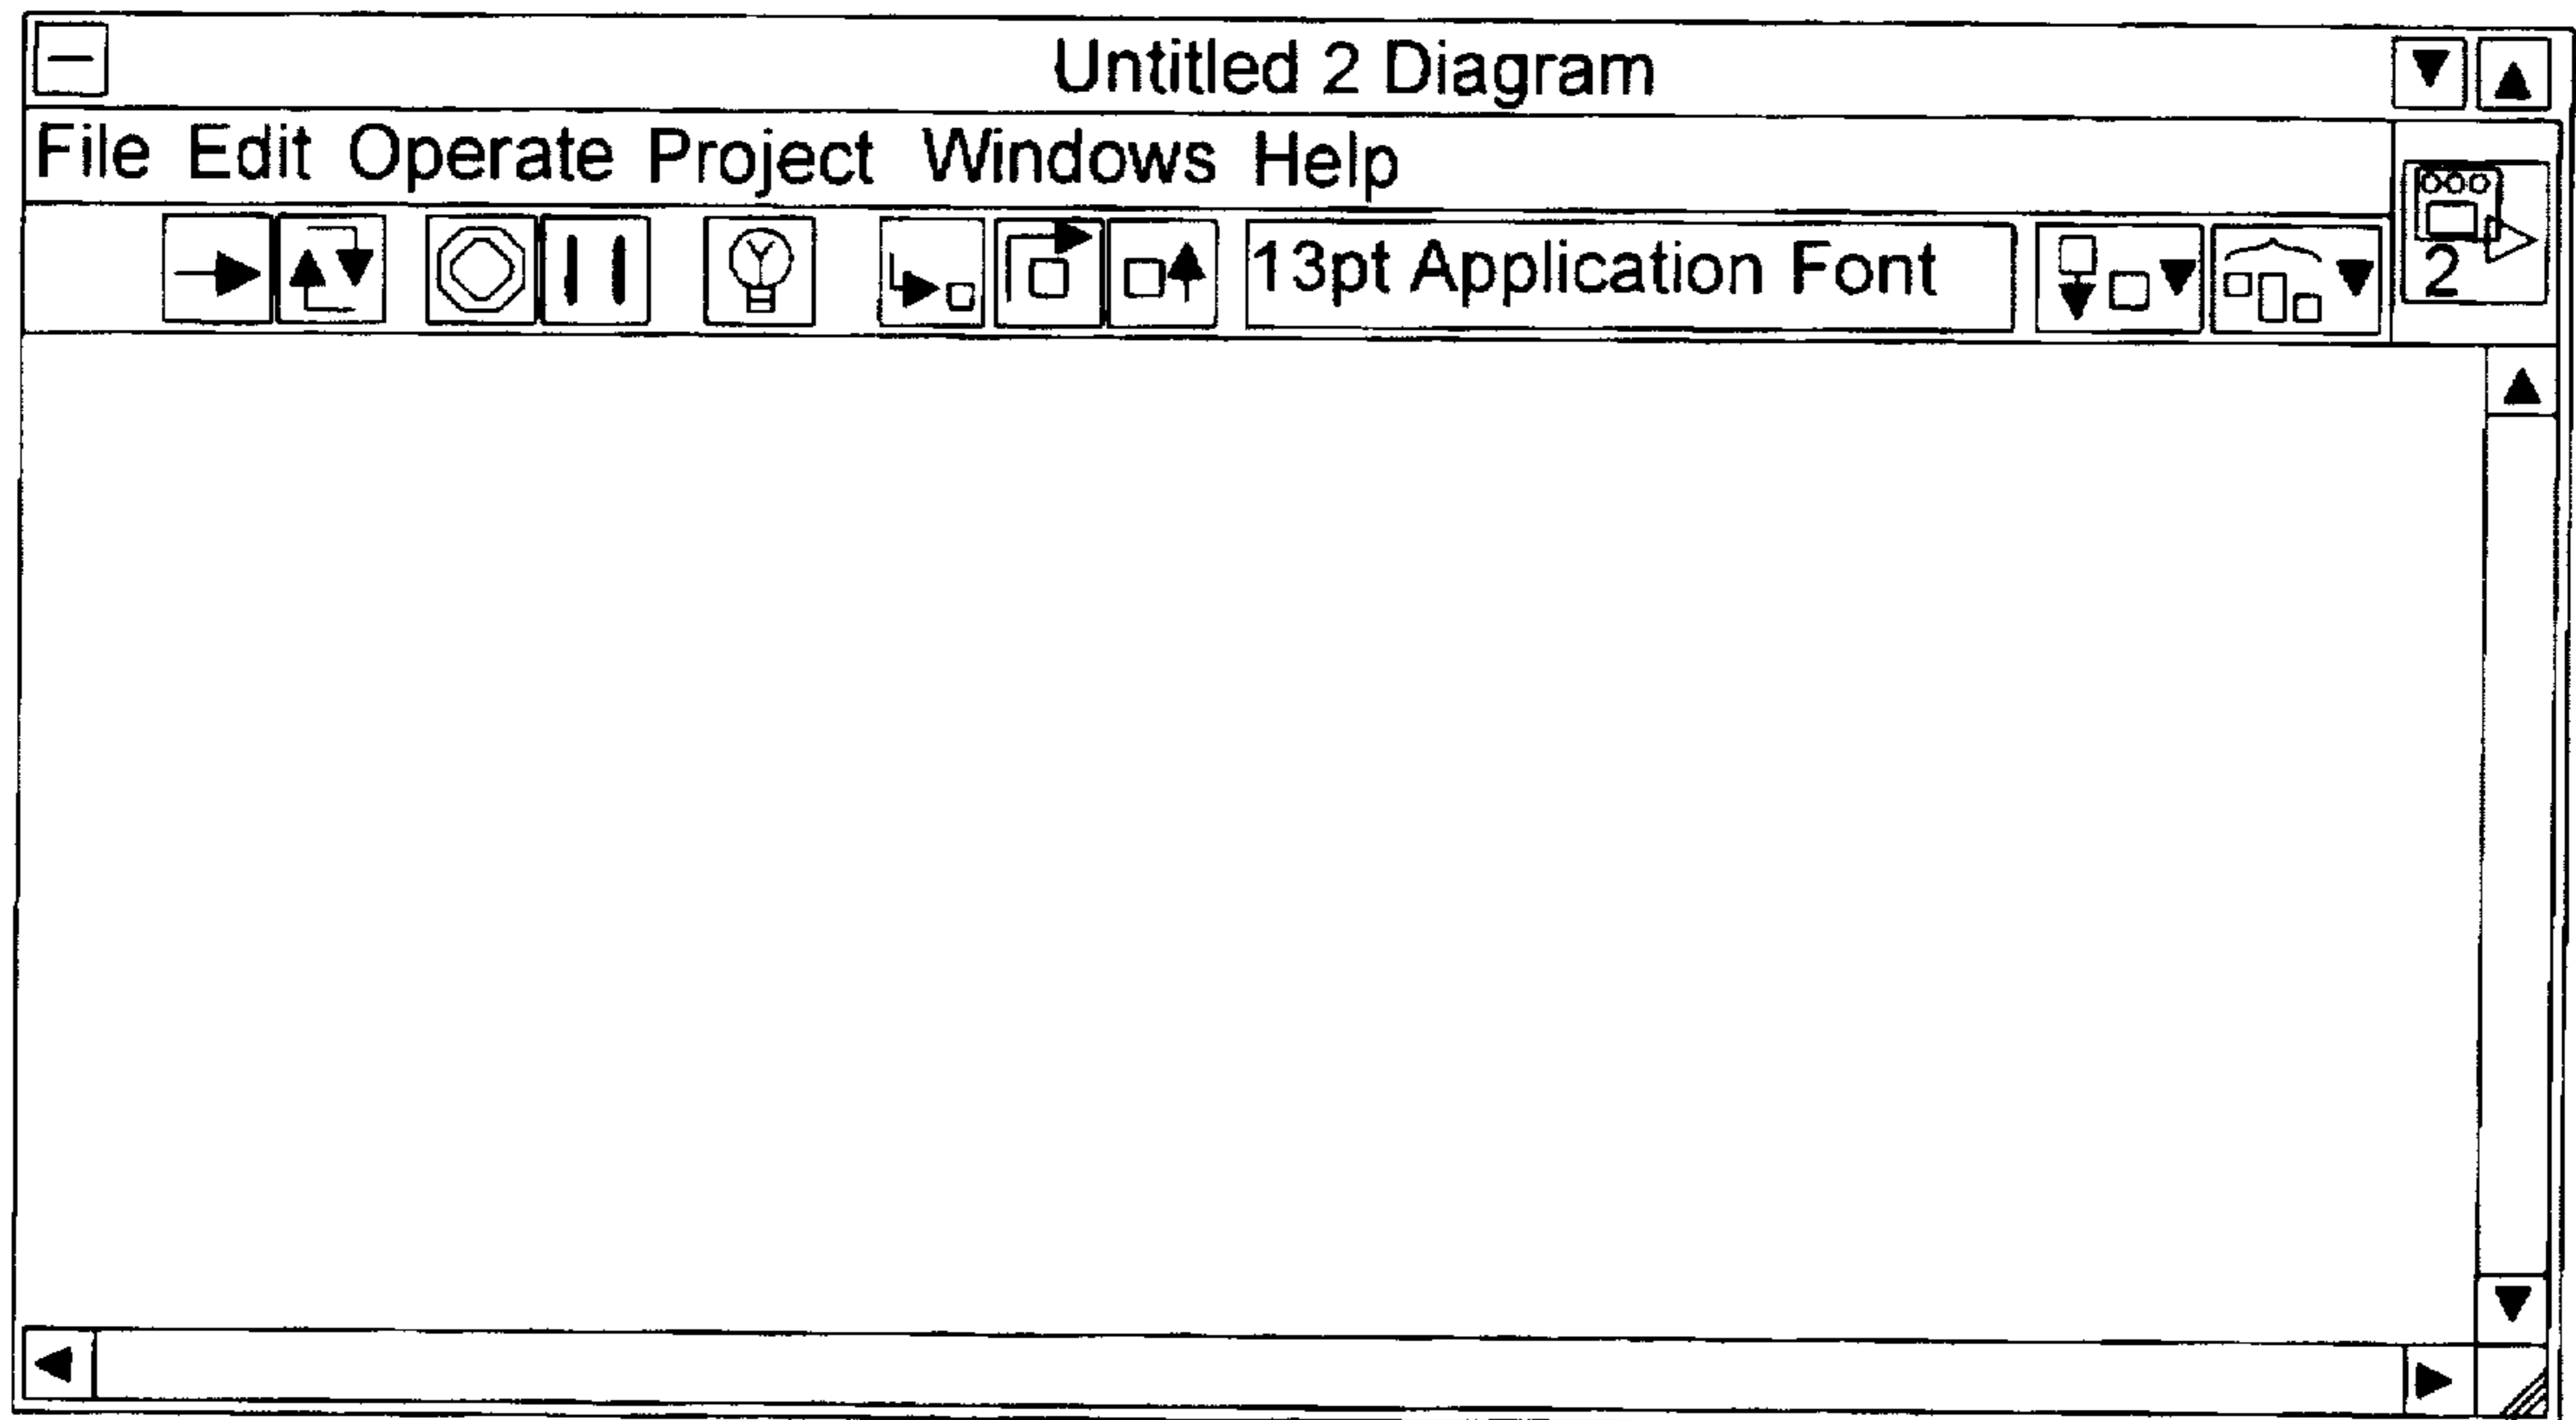 Untitled 2 Diagram
File Edit Operate Project Windows Help
13pt Application Font
2